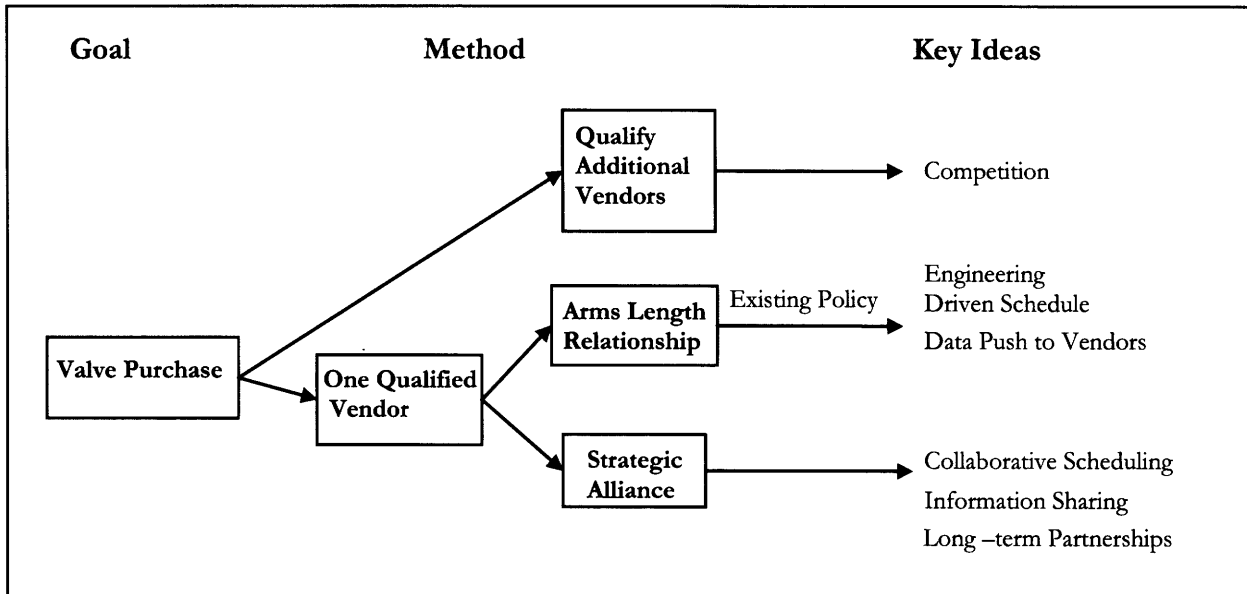 Goal
Method
Key Ideas
Qualify
Additional
Vendors
Competition
Valve Purchase
One Qualified
Vendor
Arms Length
Relationship
Existing Policy
Engineering
Driven Schedule
Data Push to Vendors
Strategic
Alliance
Collaborative Scheduling
Information Sharing
Long –term Partnerships